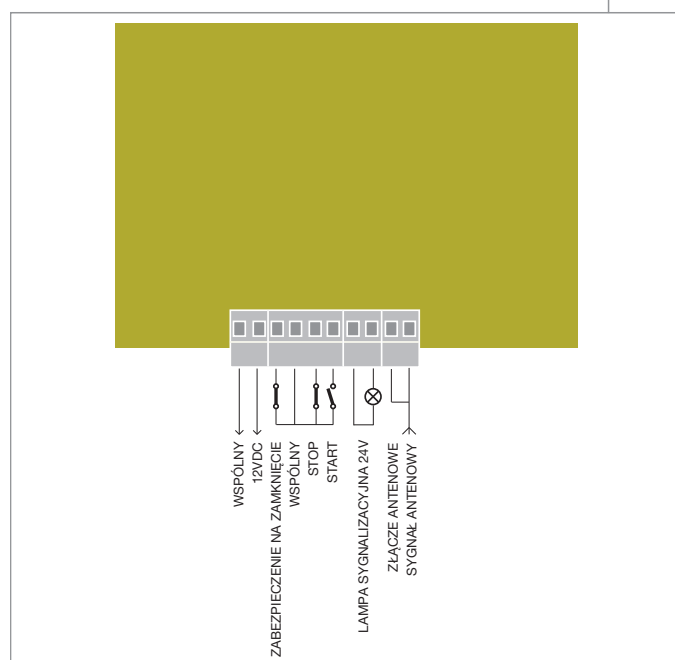 WSPÓLNY
12VDC
ZABEZPIECZENIE NA ZAMKNIĘCIE
WSPÓLNY
STOP
START
LAMPA SYGNALIZACYJNA 24V
ZŁĄCZE ANTENOWE
SYGNAŁ ANTENOWY